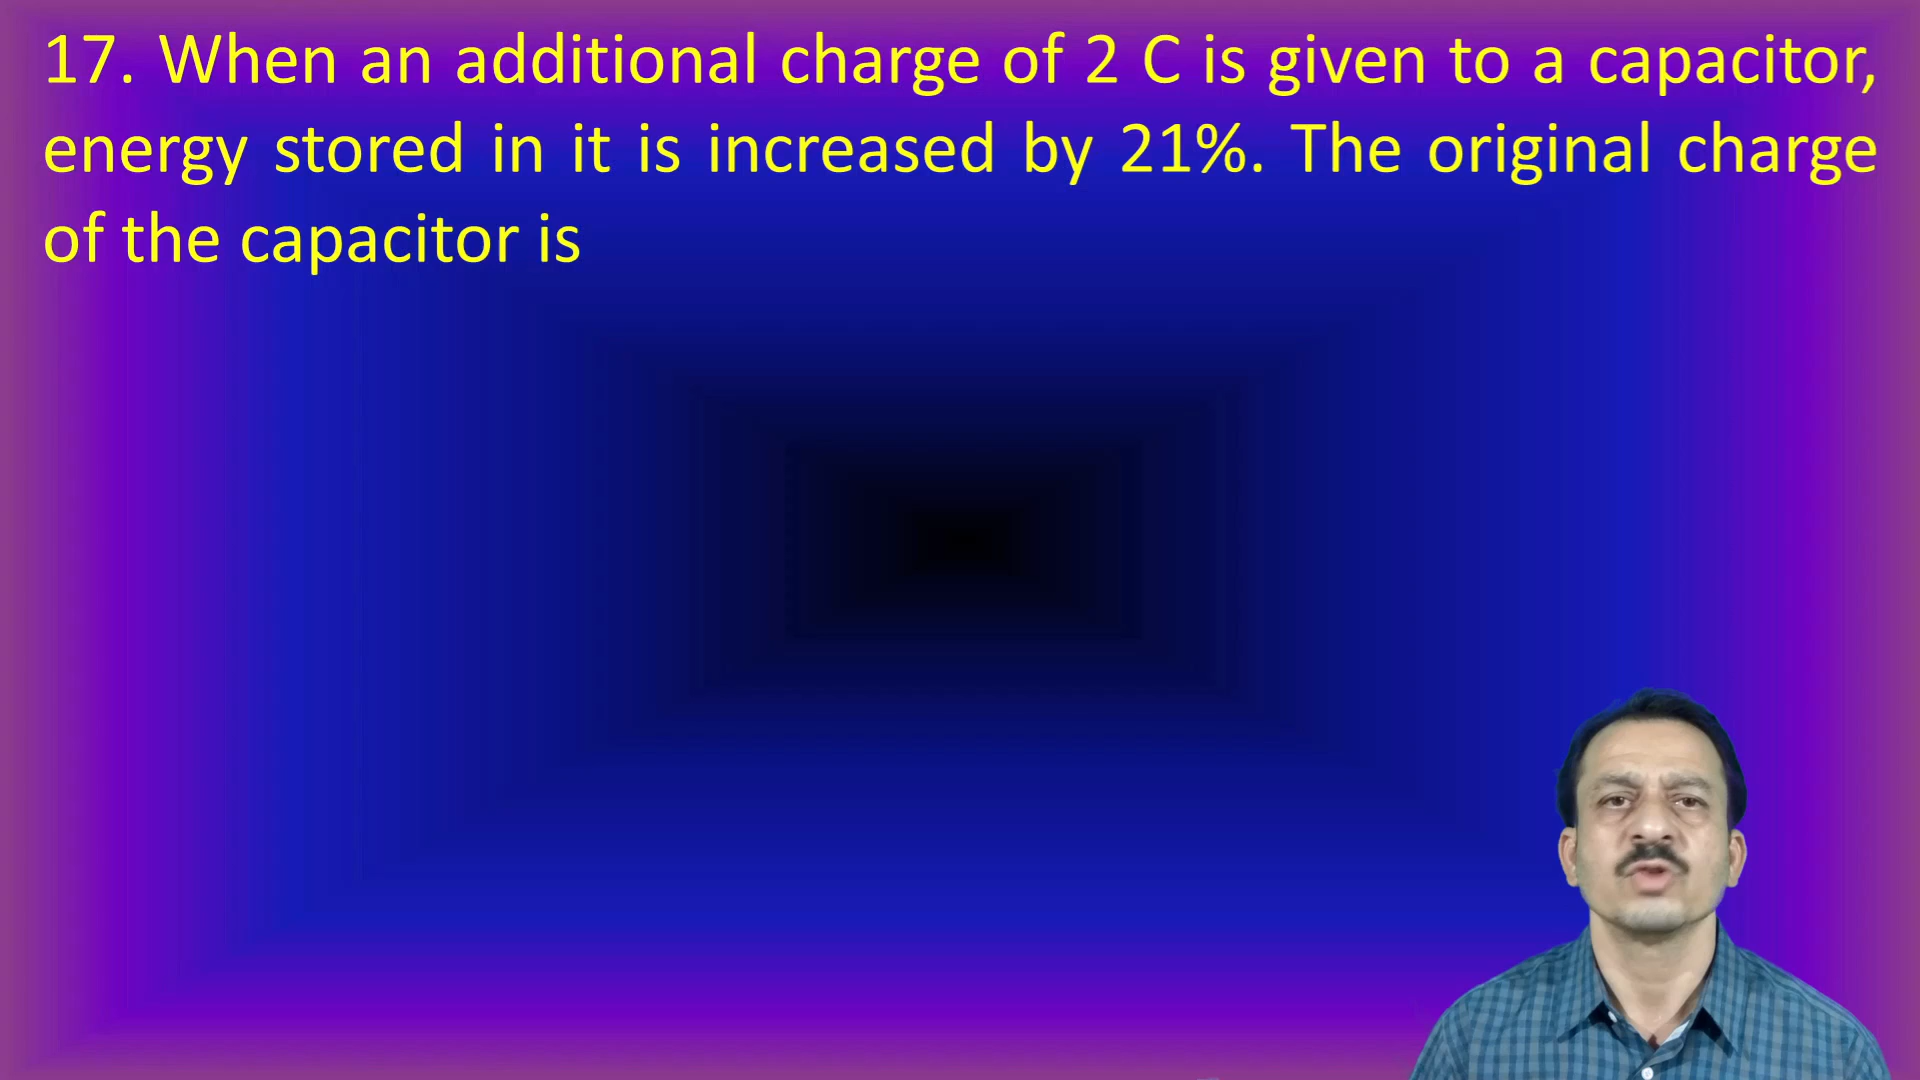 17. When an additional charge of 2 C is given to a capacitor,
energy stored in it is increased by 21%. The original charge
of the capacitor is